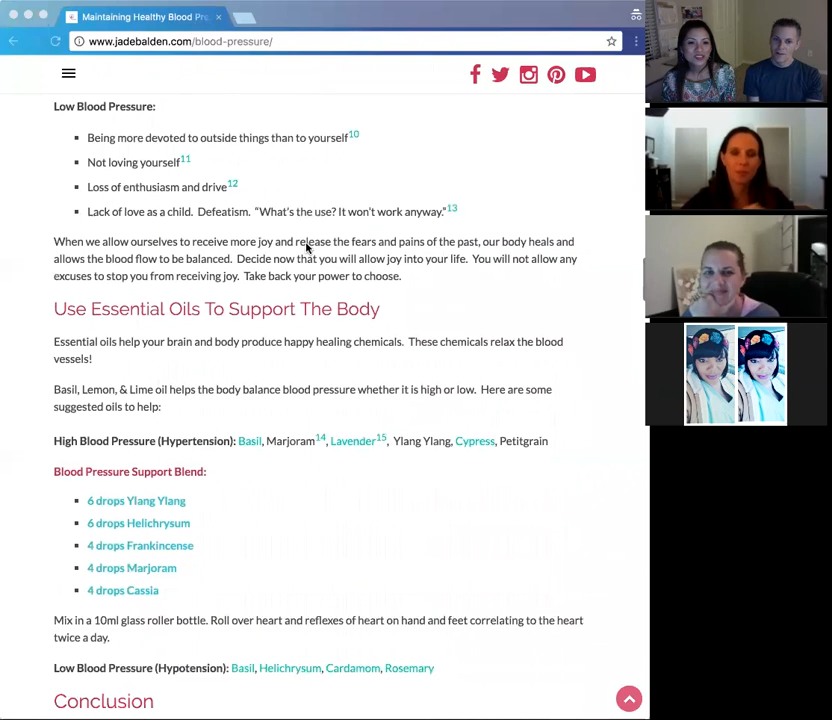 Maintaining Healthy Blood Pre
www.jadebalden.com/blood-pressure/
Low Blood Pressure:
Being more devoted to outside things than to yourself10
Not loving yourself11
Loss of enthusiasm and drive12
Lack of love as a child. Defeatism. “What’s the use? It won’t work anyway.”13
When we allow ourselves to receive more joy and release the fears and pains of the past, our body heals and
allows the blood flow to be balanced. Decide now that you will allow joy into your life. You will not allow any
excuses to stop you from receiving joy. Take back your power to choose.
Use Essential Oils To Support The Body
Essential oils help your brain and body produce happy healing chemicals. These chemicals relax the blood
vessels!
Basil, Lemon, & Lime oil helps the body balance blood pressure whether it is high or low. Here are some
suggested oils to help:
High Blood Pressure (Hypertension): Basil, Marjoram14, Lavender15, Ylang Ylang, Cypress, Petitgrain
Blood Pressure Support Blend:
6 drops Ylang Ylang
6 drops Helichrysum
4 drops Frankincense
4 drops Marjoram
4 drops Cassia
Mix in a 10ml glass roller bottle. Roll over heart and reflexes of heart on hand and feet correlating to the heart
twice a day.
Low Blood Pressure (Hypotension): Basil, Helichrysum, Cardamom, Rosemary
Conclusion